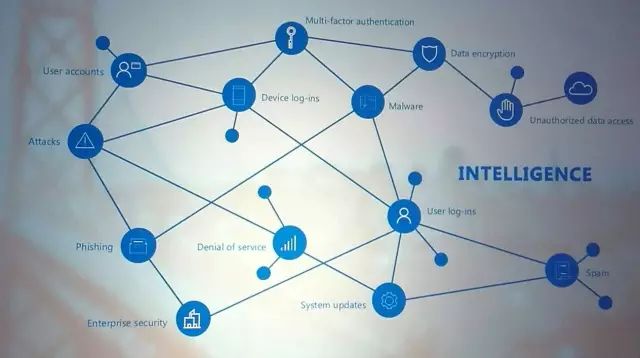 Multi-factor authentication
Data encryption
User accounts
Device log-ins
Malware
Unauthorized data access
Attacks
INTELLIGENCE
User log-ins
Phishing
Denial of service
Spam
System updates
Enterprise security